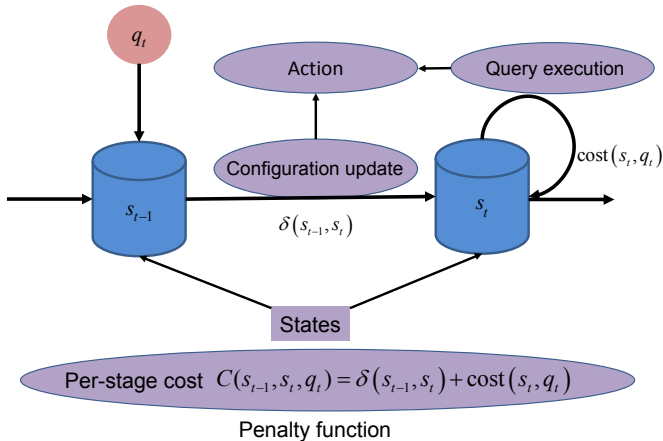 q_t
Action
Query execution
Configuration update
cost(s_t, q_t)
s_{t-1}
s_t
δ(s_{t-1}, s_t)
States
Per-stage cost C(s_{t-1}, s_t, q_t) = δ(s_{t-1}, s_t) + cost(s_t, q_t)
Penalty function